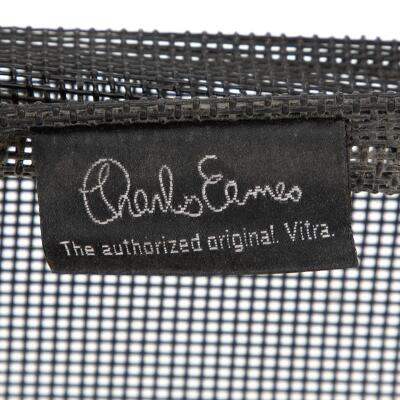 Charles Eames
The authorized original. Vitra.